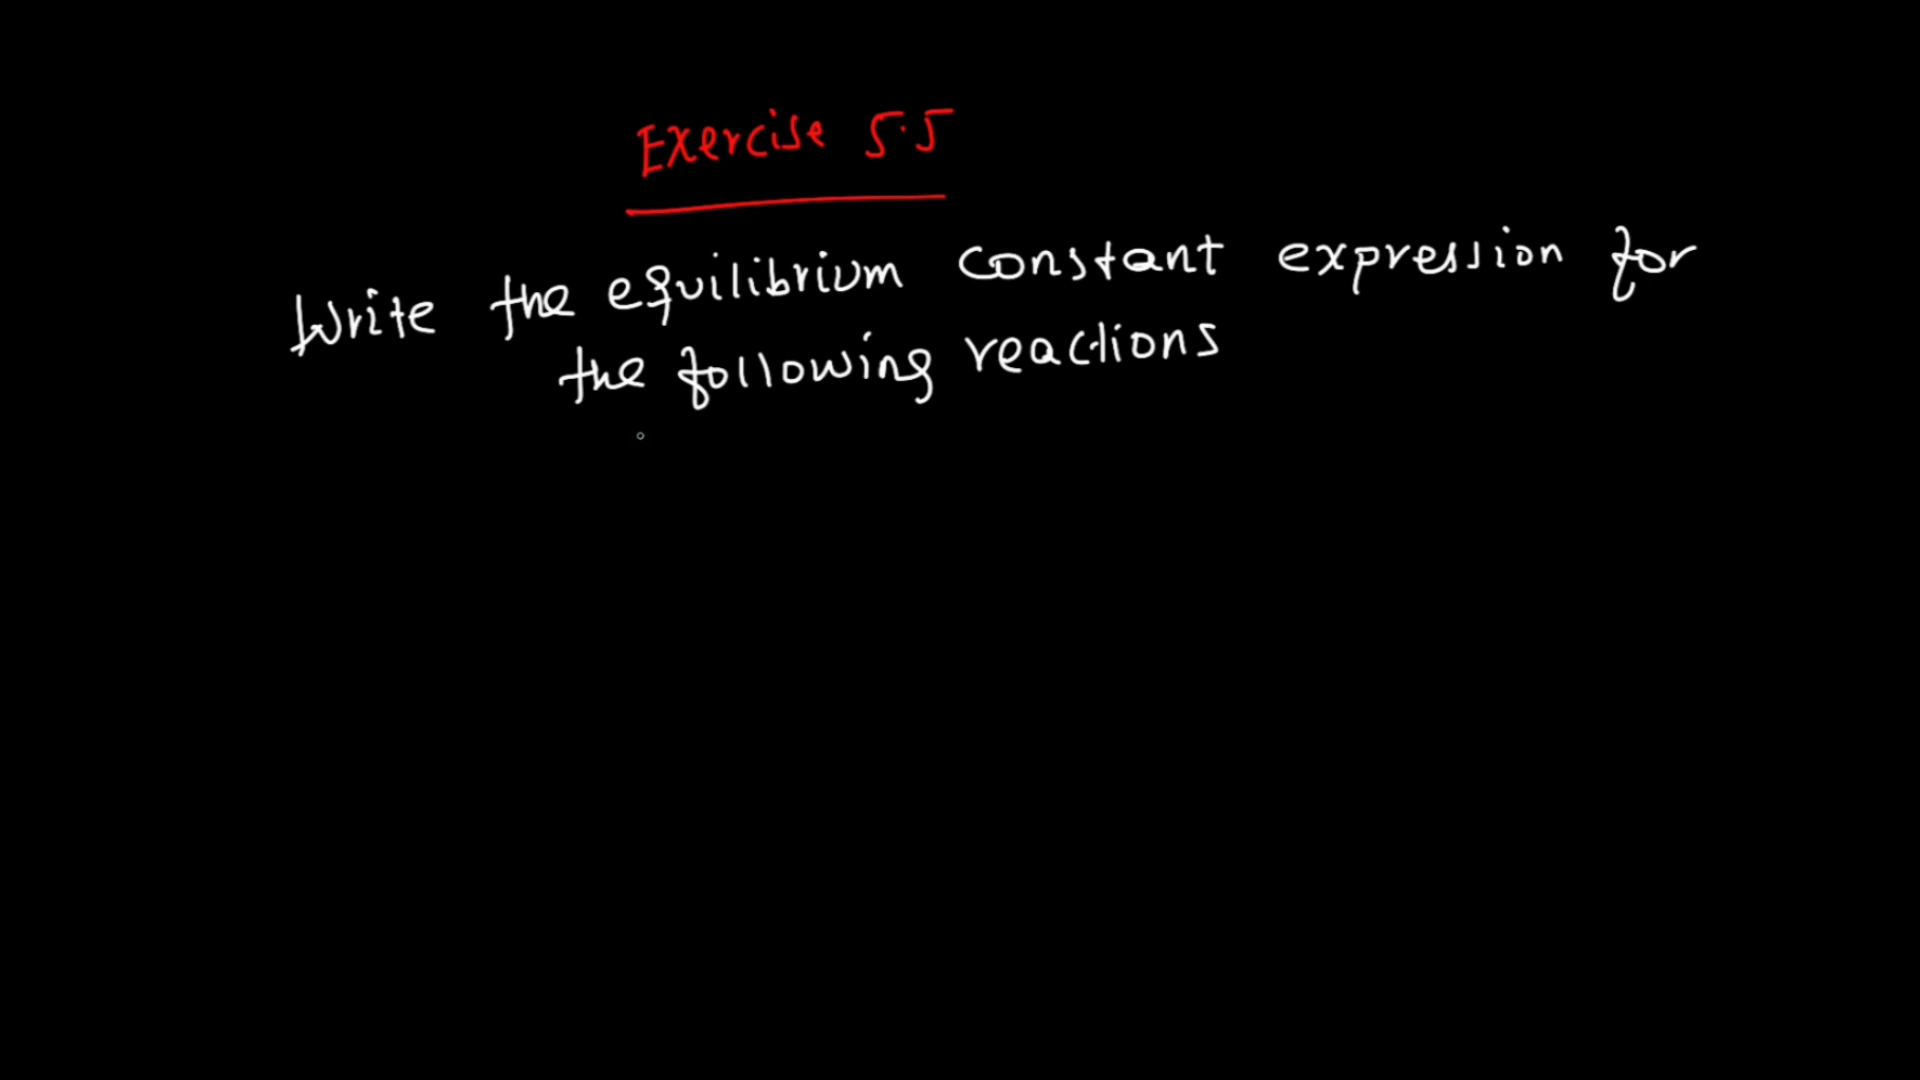 Exercise 5.5
Write the equilibrium constant expression for
the following reactions